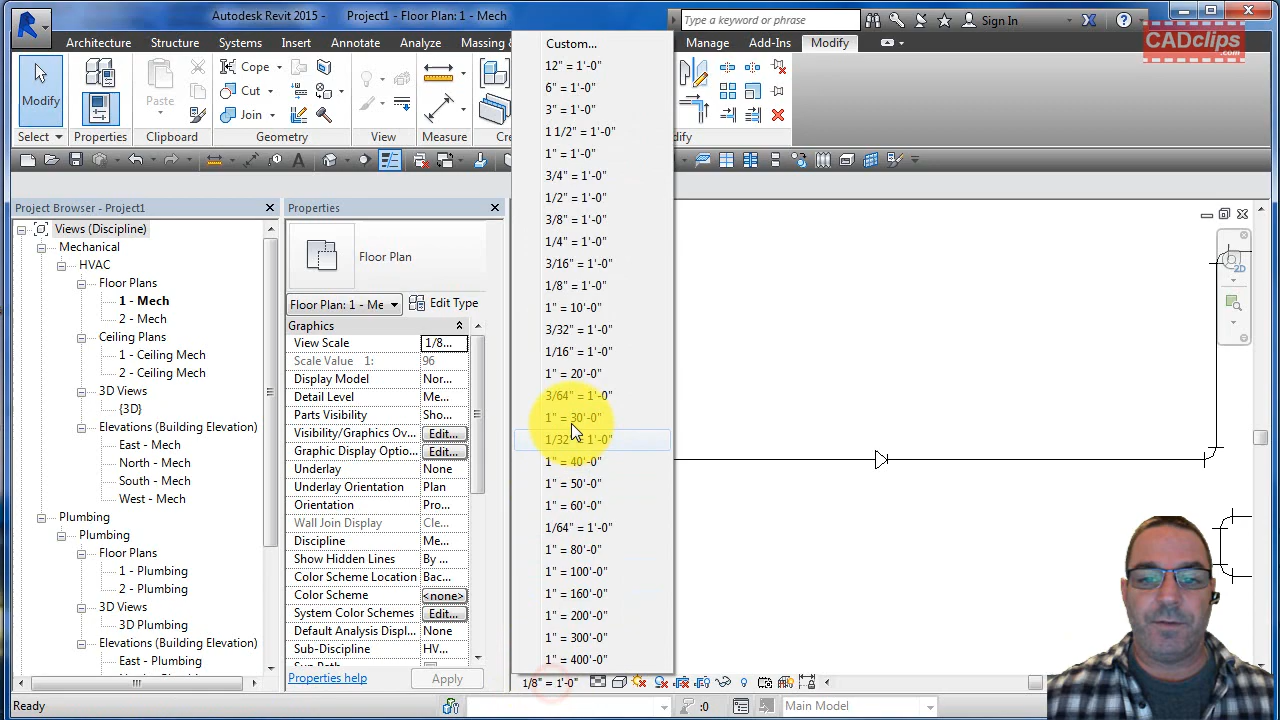 Autodesk Revit 2015 - Project1 - Floor Plan: 1 - Mech
Type a keyword or phrase
Sign In
Architecture Structure Systems Insert Annotate Analyze Massing & Manage Add-Ins Modify
CADclips
.com
Modify
Paste
Cope
Cut
Join
Select Properties Clipboard Geometry View Measure Cre odify
Custom...
12" = 1'-0"
6" = 1'-0"
3" = 1'-0"
1 1/2" = 1'-0"
1" = 1'-0"
3/4" = 1'-0"
1/2" = 1'-0"
3/8" = 1'-0"
1/4" = 1'-0"
3/16" = 1'-0"
1/8" = 1'-0"
1" = 10'-0"
3/32" = 1'-0"
1/16" = 1'-0"
1" = 20'-0"
3/64" = 1'-0"
1" = 30'-0"
1/32" = 1'-0"
1" = 40'-0"
1" = 50'-0"
1" = 60'-0"
1/64" = 1'-0"
1" = 80'-0"
1" = 100'-0"
1" = 160'-0"
1" = 200'-0"
1" = 300'-0"
1" = 400'-0"
Project Browser - Project1
Views (Discipline)
Mechanical
HVAC
Floor Plans
1 - Mech
2 - Mech
Ceiling Plans
1 - Ceiling Mech
2 - Ceiling Mech
3D Views
{3D}
Elevations (Building Elevation)
East - Mech
North - Mech
South - Mech
West - Mech
Plumbing
Plumbing
Floor Plans
1 - Plumbing
2 - Plumbing
3D Views
3D Plumbing
Elevations (Building Elevation)
East - Plumbing
Properties
Floor Plan
Floor Plan: 1 - Me Edit Type
Graphics
View Scale 1/8...
Scale Value 1: 96
Display Model Nor...
Detail Level Me...
Parts Visibility Sho...
Visibility/Graphics Ov... Edit...
Graphic Display Optio... Edit...
Underlay None
Underlay Orientation Plan
Orientation Pro...
Wall Join Display Cle...
Discipline Me...
Show Hidden Lines By ...
Color Scheme Location Bac...
Color Scheme <none>
System Color Schemes Edit...
Default Analysis Displ... None
Sub-Discipline HV...
Properties help Apply
2D
1/8" = 1'-0"
Ready
:0
Main Model